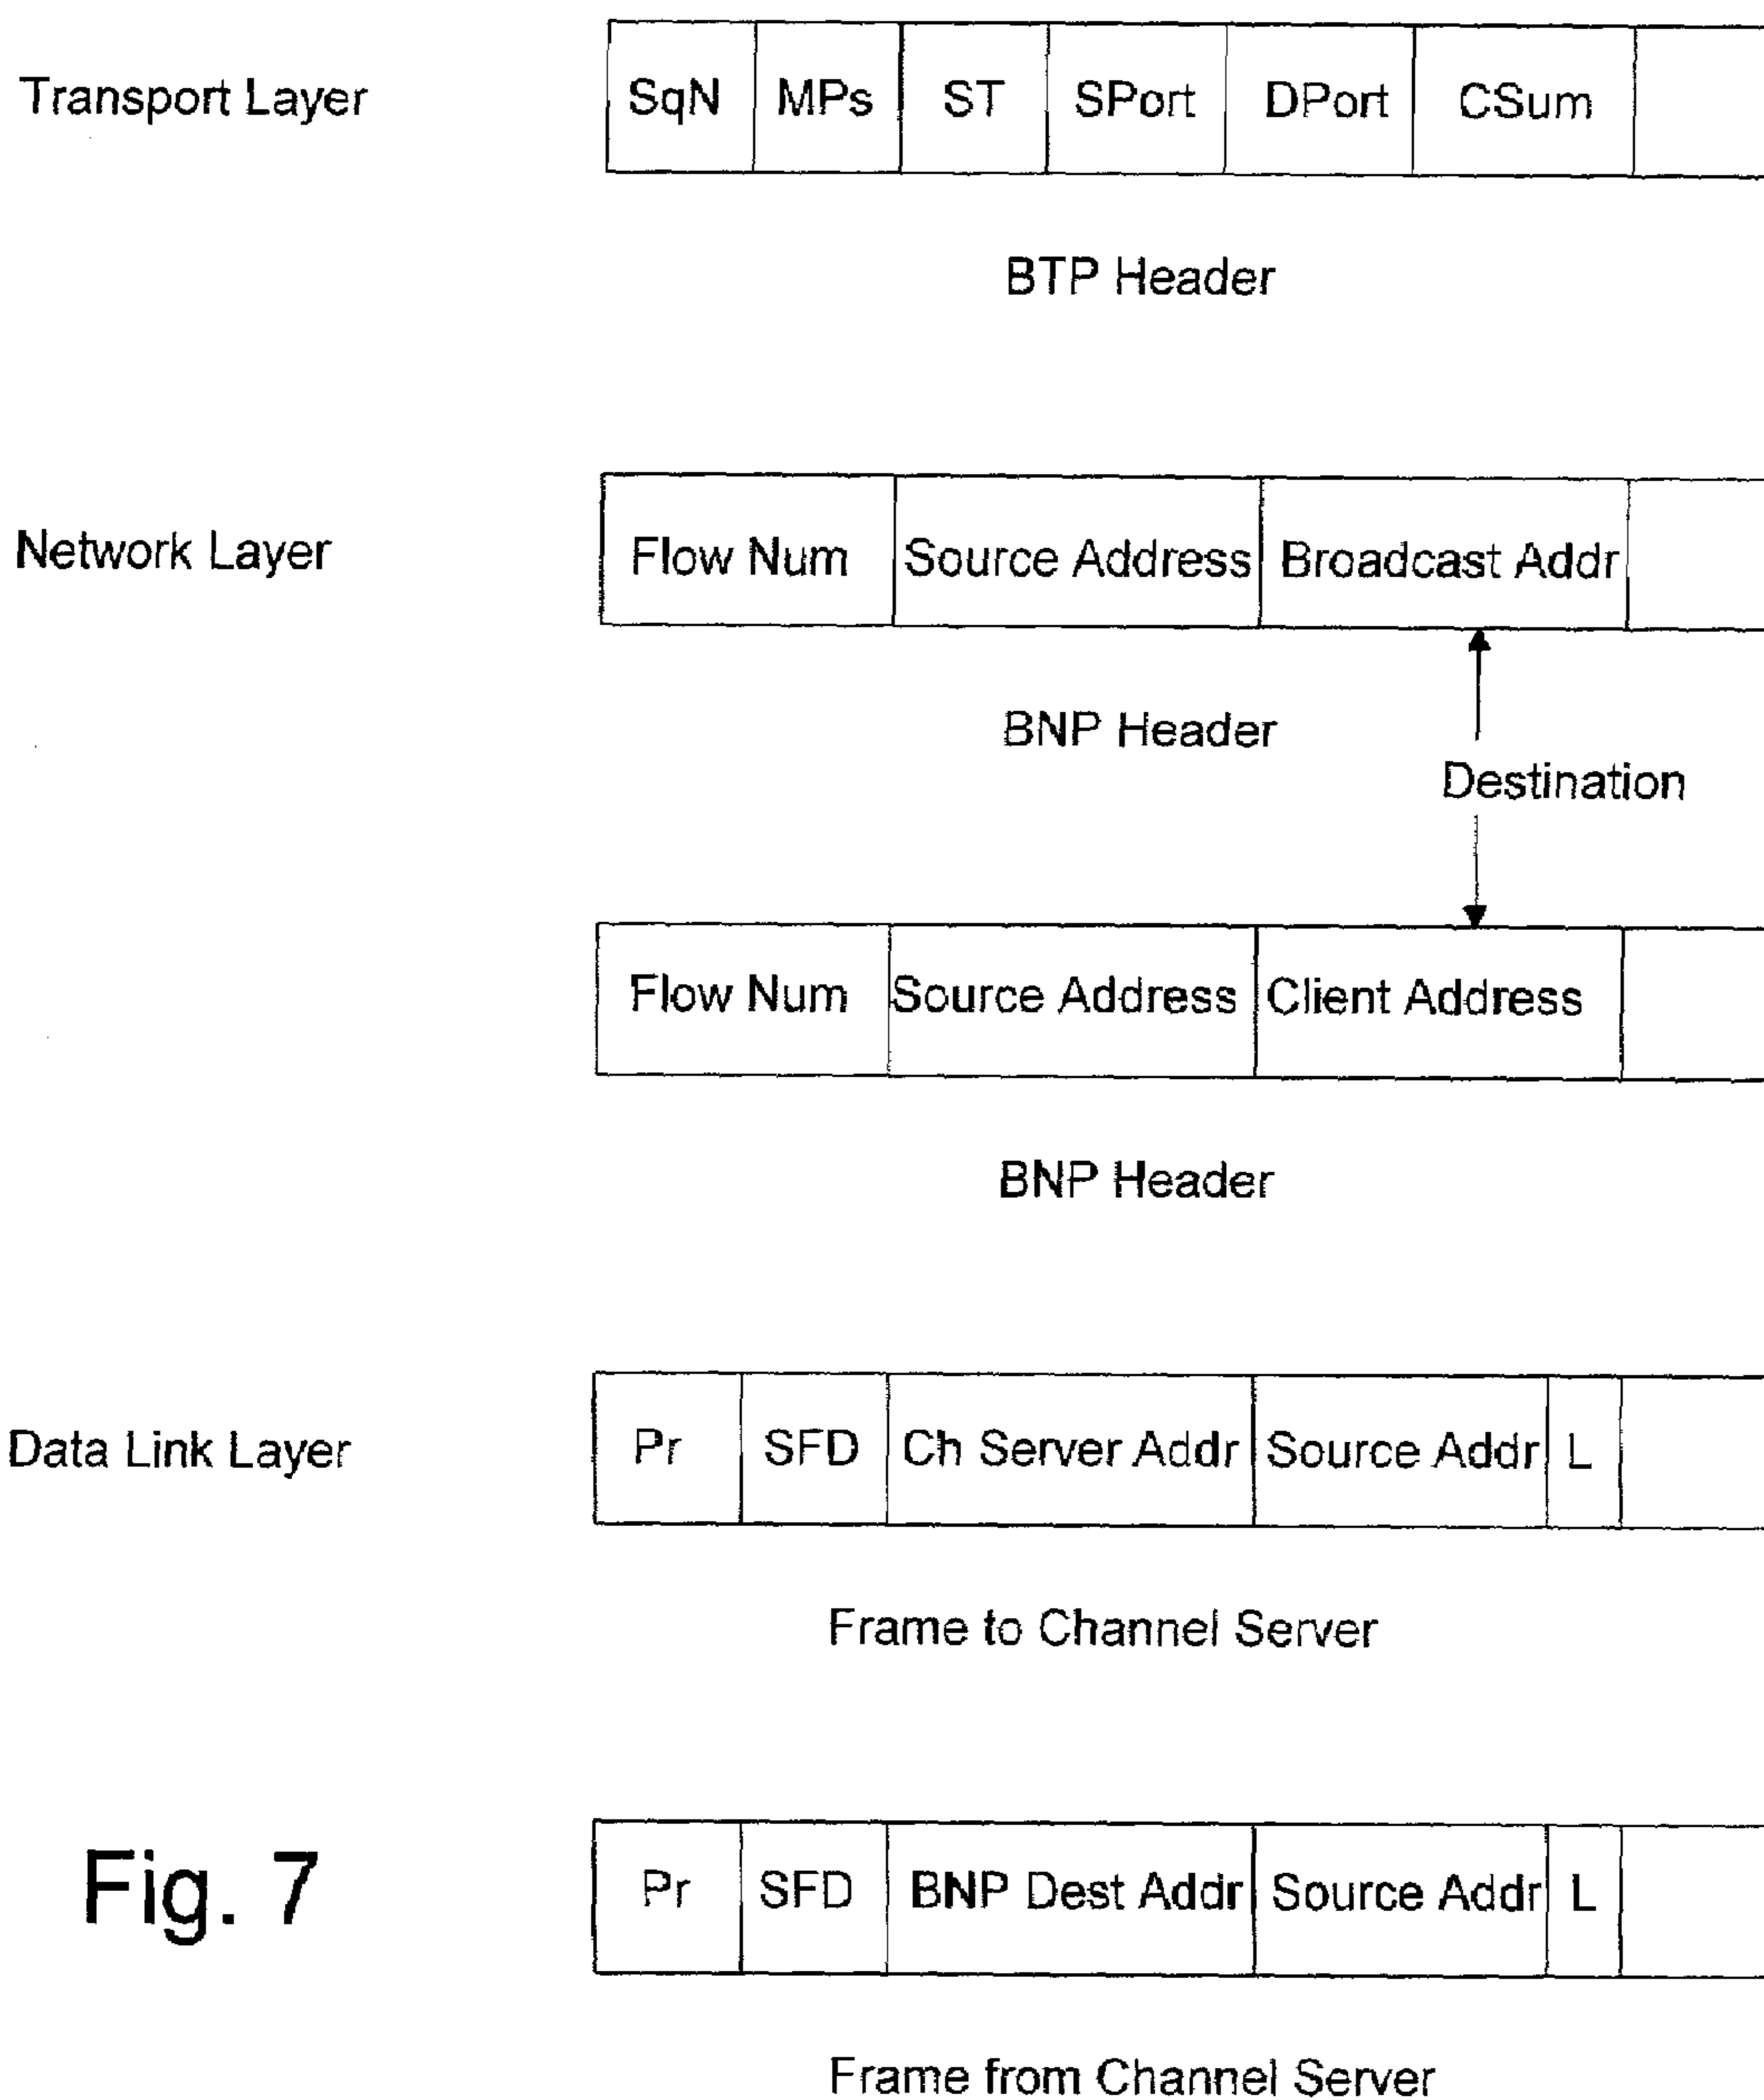 Transport Layer
SqN MPs ST SPort DPort CSum
BTP Header
Network Layer
Flow Num Source Address Broadcast Addr
BNP Header
Destination
Flow Num Source Address Client Address
BNP Header
Data Link Layer
Pr SFD Ch Server Addr Source Addr L
Frame to Channel Server
Fig. 7
Pr SFD BNP Dest Addr Source Addr L
Frame from Channel Server